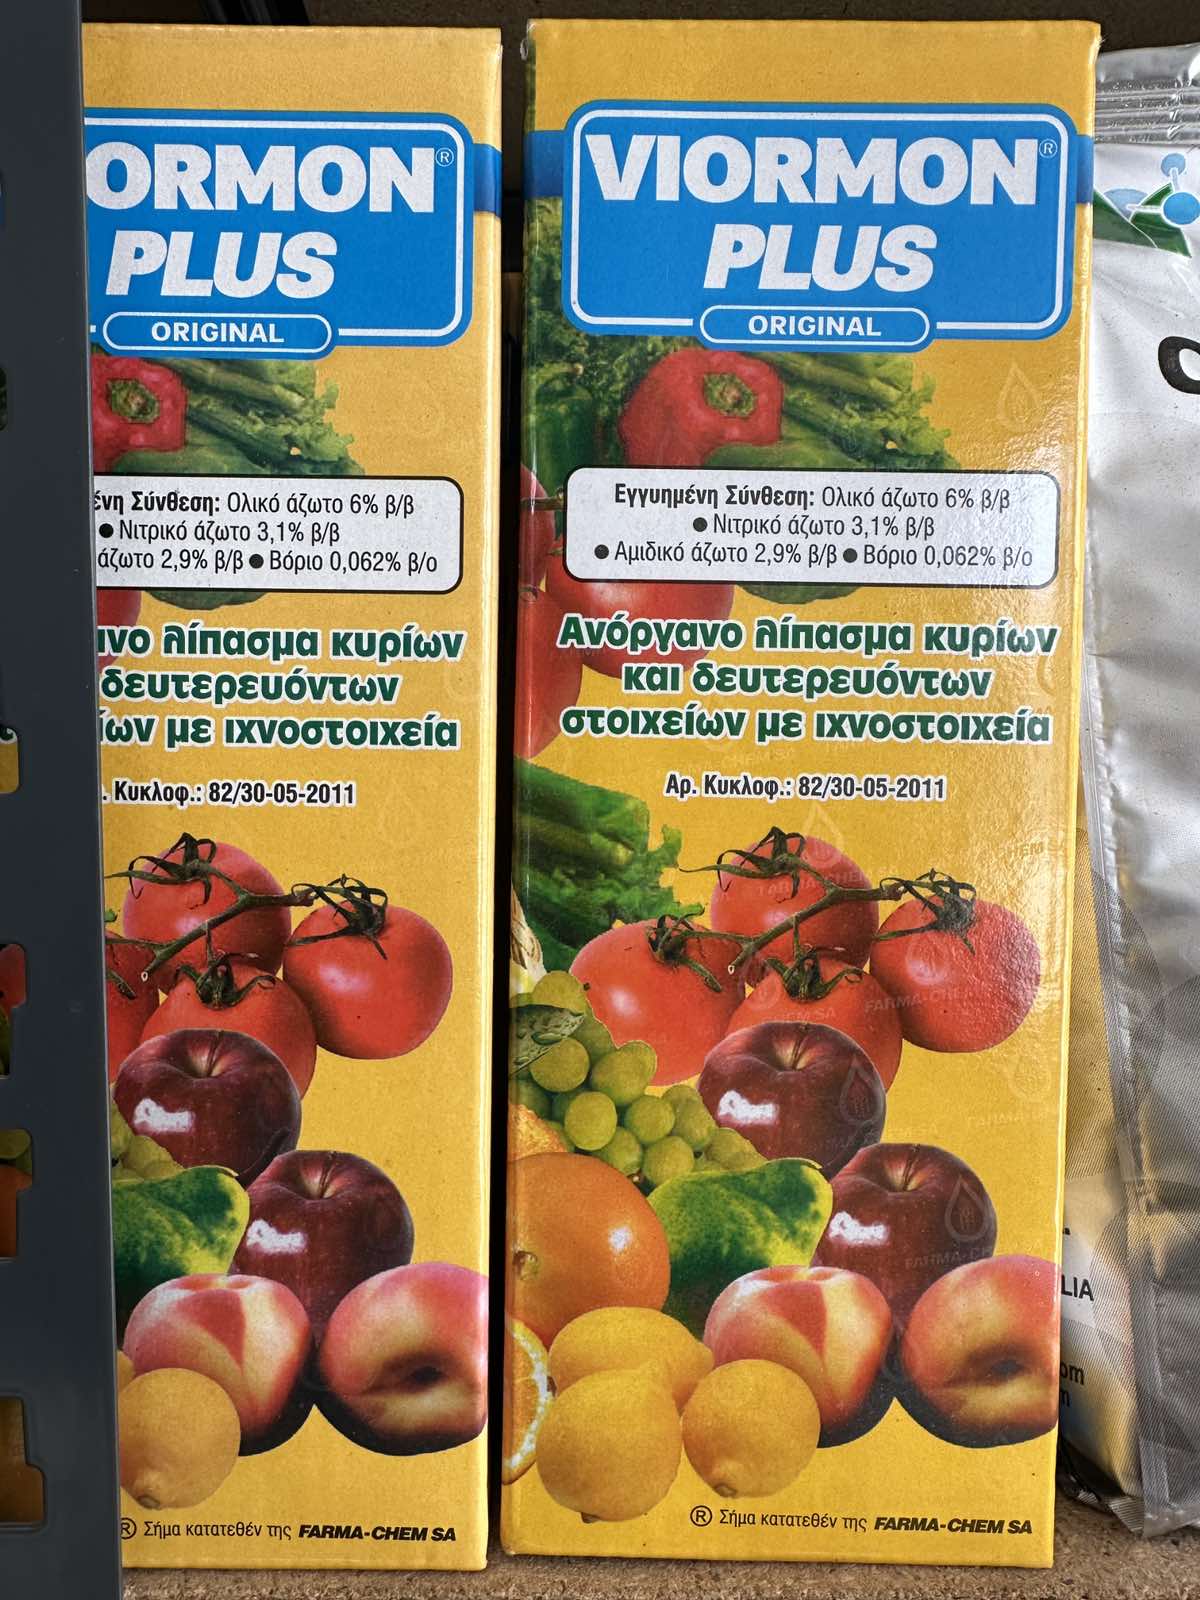 ORMON®
PLUS
ORIGINAL
Σύνθεση: Ολικό άζωτο 6% β/β
● Νιτρικό άζωτο 3,1% β/β
άζωτο 2,9% β/β ● Βόριο 0,062% β/ο
λίπασμα κυρίων
δευτερευόντων
με ιχνοστοιχεία
. Κυκλοφ.: 82/30-05-2011
® Σήμα κατατεθέν της FARMA-CHEM SA
VIORMON®
PLUS
ORIGINAL
Εγγυημένη Σύνθεση: Ολικό άζωτο 6% β/β
● Νιτρικό άζωτο 3,1% β/β
● Αμιδικό άζωτο 2,9% β/β ● Βόριο 0,062% β/ο
Ανόργανο λίπασμα κυρίων
και δευτερευόντων
στοιχείων με ιχνοστοιχεία
Αρ. Κυκλοφ.: 82/30-05-2011
® Σήμα κατατεθέν της FARMA-CHEM SA